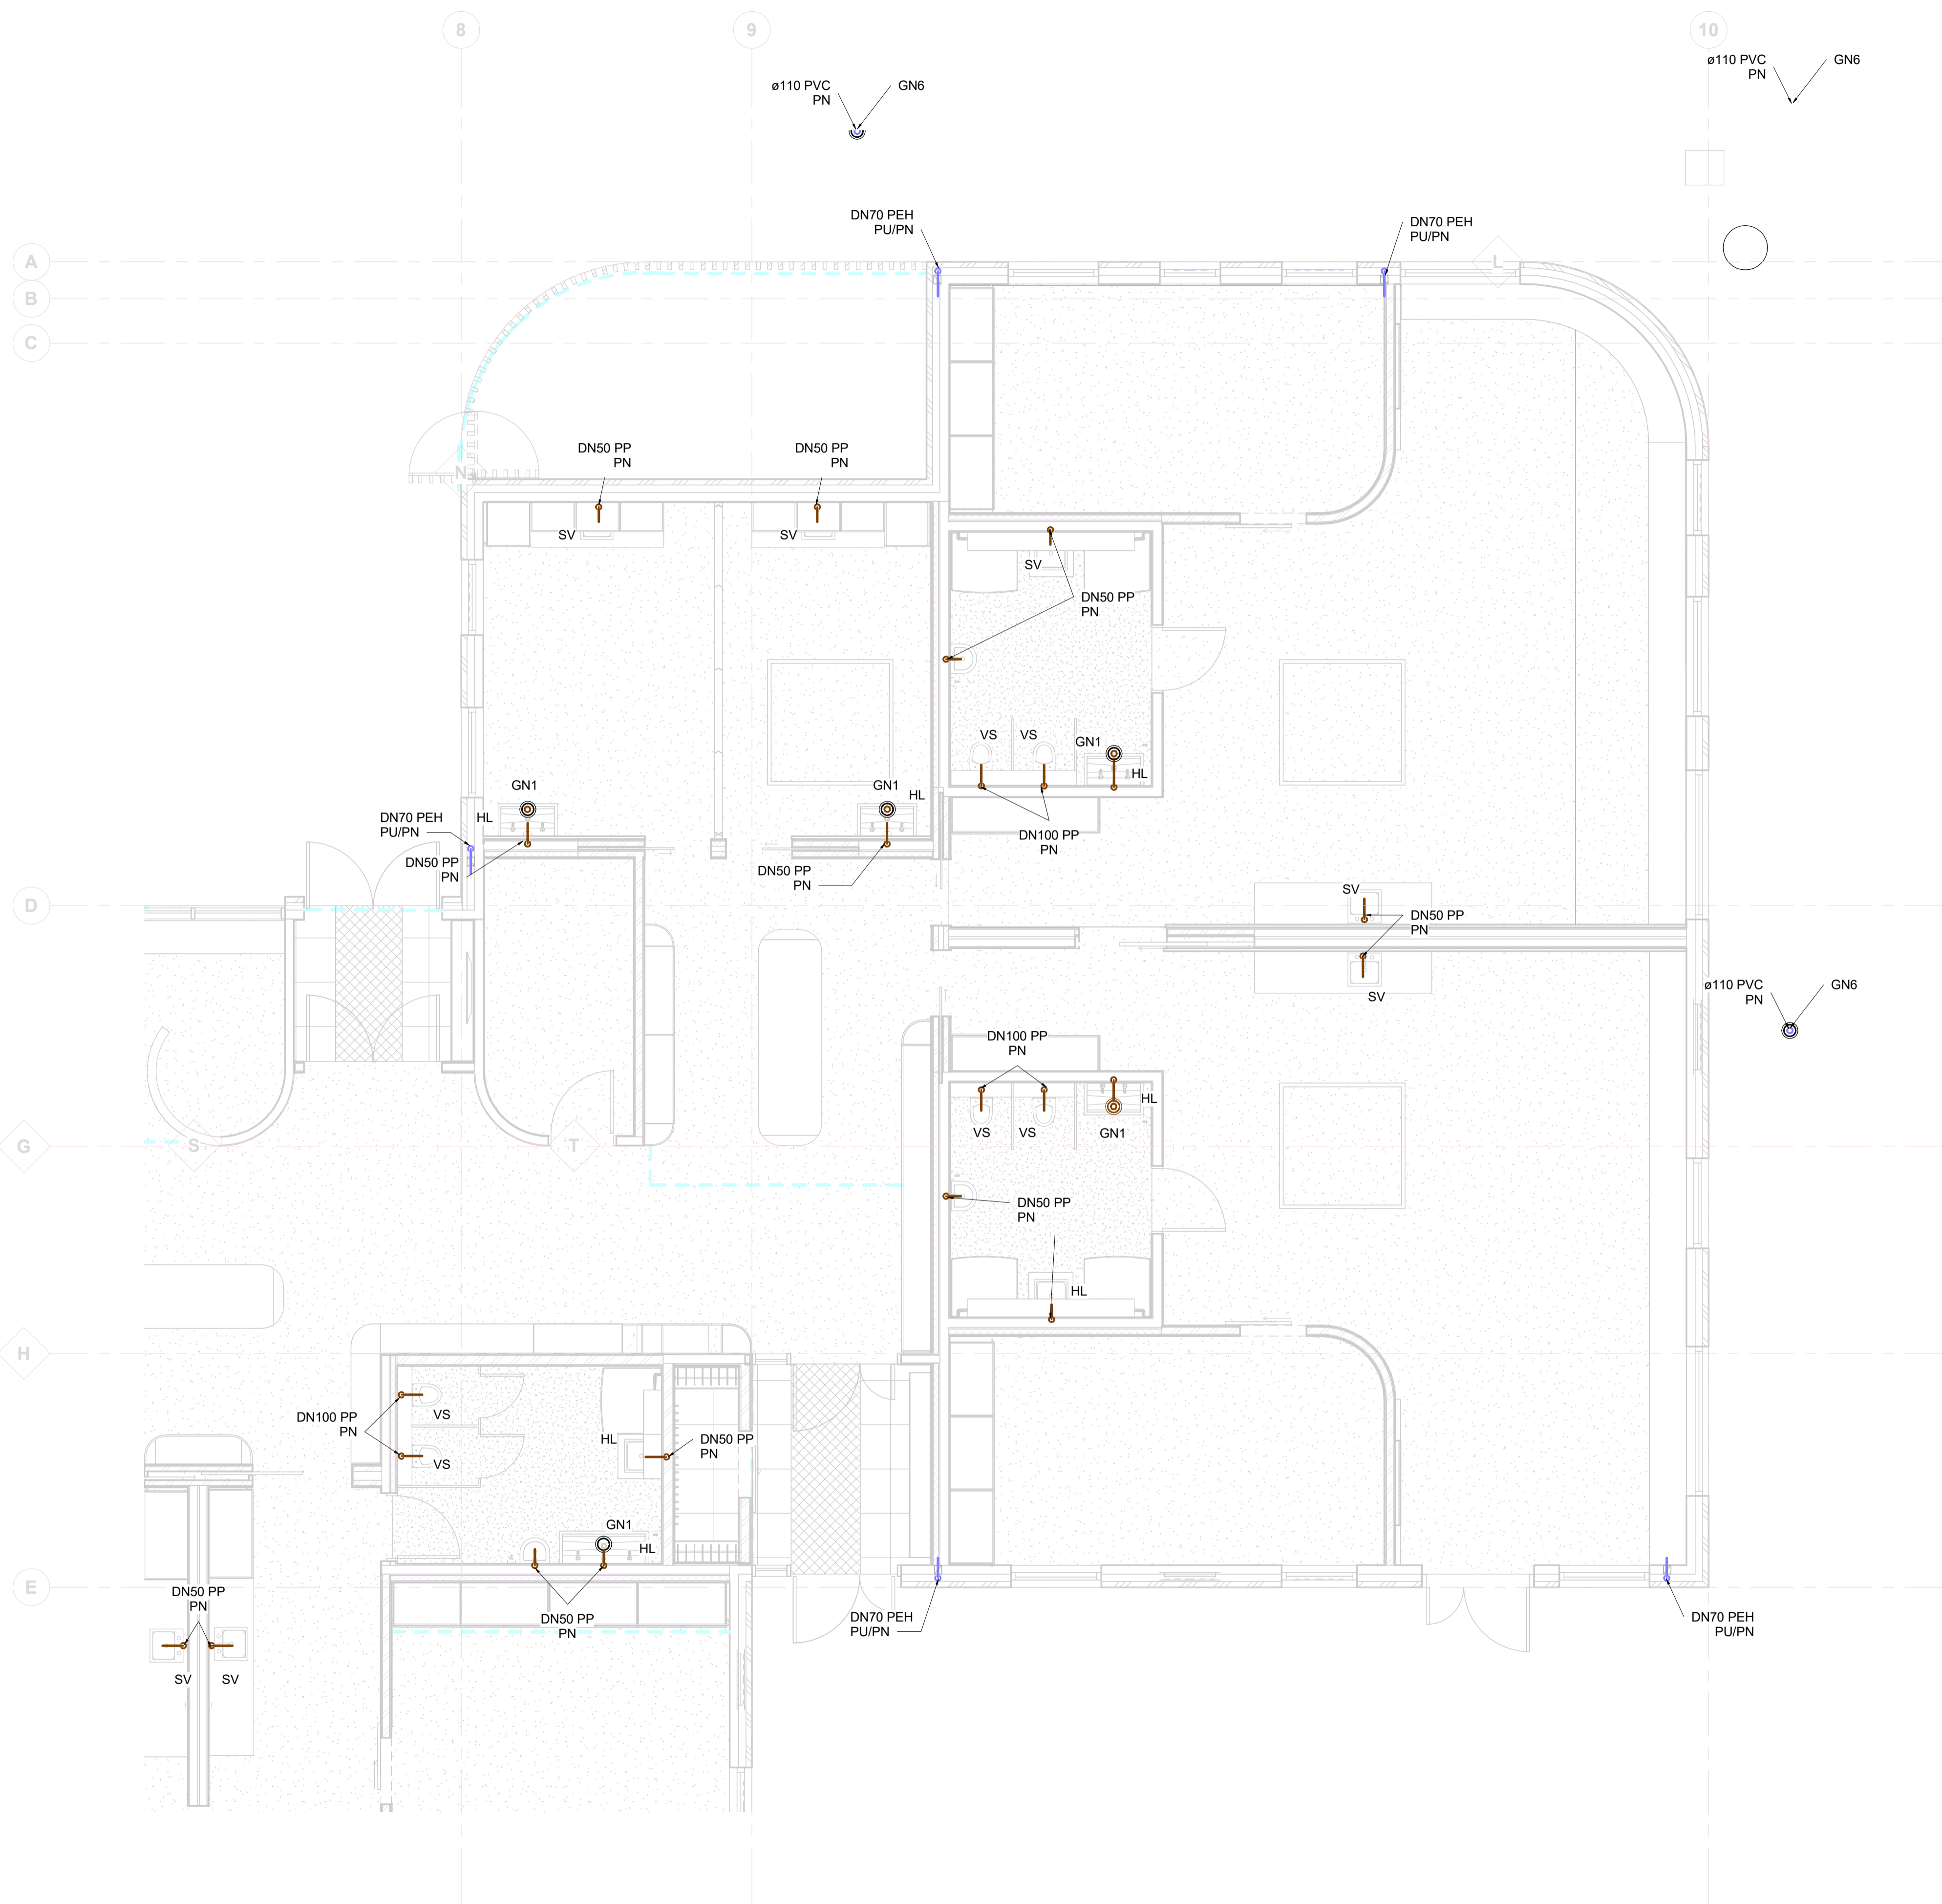 8
9
10
ø110 PVC
PN
GN6
ø110 PVC
PN
GN6
DN70 PEH
PU/PN
DN70 PEH
PU/PN
A
L
B
C
DN50 PP
PN
DN50 PP
PN
N
SV
SV
SV
DN50 PP
PN
VS
VS
GN1
HL
GN1
GN1
HL
HL
DN70 PEH
PU/PN
DN100 PP
PN
DN50 PP
PN
DN50 PP
PN
SV
D
DN50 PP
PN
SV
ø110 PVC
PN
GN6
DN100 PP
PN
HL
VS
VS
GN1
G
S
T
DN50 PP
PN
HL
H
DN100 PP
PN
VS
HL
DN50 PP
PN
VS
GN1
HL
E
DN50 PP
PN
DN50 PP
PN
DN70 PEH
PU/PN
DN70 PEH
PU/PN
SV
SV